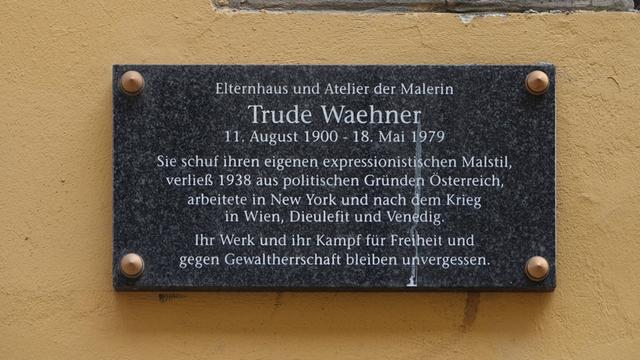 Elternhaus und Atelier der Malerin
Trude Waehner
11. August 1900 - 18. Mai 1979
Sie schuf ihren eigenen expressionistischen Malstil,
verließ 1938 aus politischen Gründen Österreich,
arbeitete in New York und nach dem Krieg
in Wien, Dieulefit und Venedig.
Ihr Werk und ihr Kampf für Freiheit und
gegen Gewaltherrschaft bleiben unvergessen.